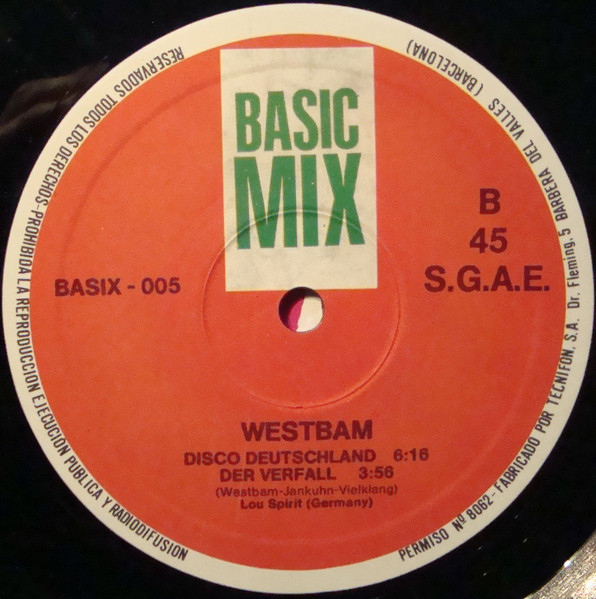 BASIC
MIX
B
45
S.G.A.E.
BASIX - 005
WESTBAM
DISCO DEUTSCHLAND 6:16
DER VERFALL 3:56
(Westbam-Jankuhn-Vielklang)
Lou Spirit (Germany)
RESERVADOS TODOS LOS DERECHOS-PROHIBIDA LA REPRODUCCION EJECUCION PUBLICA Y RADIODIFUSION
PERMISO Nº 8062-FABRICADO POR TECNIFON, S.A. Dr. Fleming, 5 BARBERA DEL VALLES (BARCELONA)